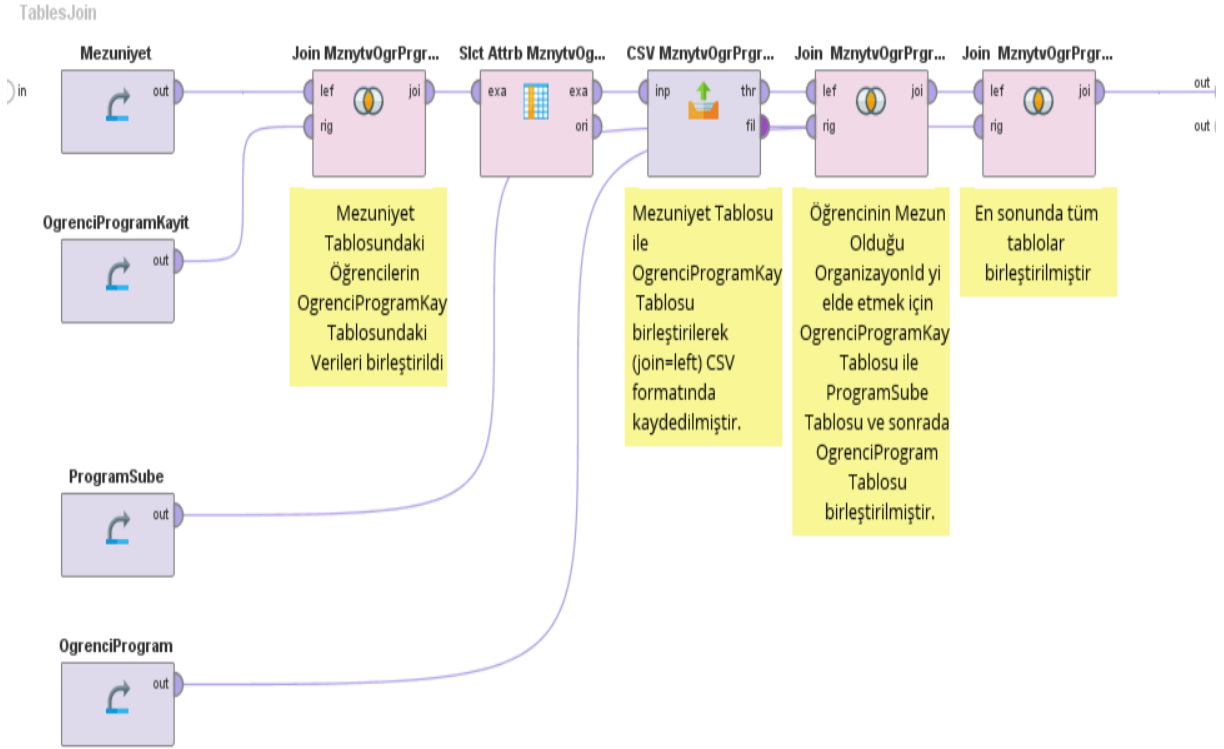 TablesJoin
in
Mezuniyet
out
Join MznytvOgrPrgr...
lef
joi
rig
Slct Attrb MznytvOg...
exa
exa
ori
CSV MznytvOgrPrgr...
inp
thr
fil
Join MznytvOgrPrgr...
lef
joi
rig
Join MznytvOgrPrgr...
lef
joi
rig
out
out
OgrenciProgramKayit
out
Mezuniyet
Tablosundaki
Öğrencilerin
OgrenciProgramKay
Tablosundaki
Verileri birleştirildi
Mezuniyet Tablosu
ile
OgrenciProgramKay
Tablosu
birleştirilerek
(join=left) CSV
formatında
kaydedilmiştir.
Öğrencinin Mezun
Olduğu
OrganizayonId yi
elde etmek için
OgrenciProgramKay
Tablosu ile
ProgramSube
Tablosu ve sonrada
OgrenciProgram
Tablosu
birleştirilmiştir.
En sonunda tüm
tablolar
birleştirilmiştir
ProgramSube
out
OgrenciProgram
out